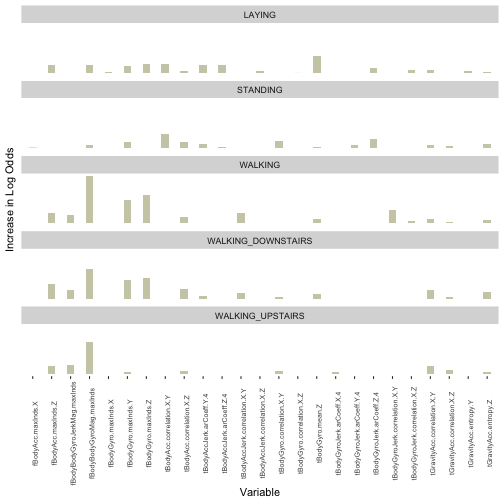 LAYING
STANDING
WALKING
WALKING_DOWNSTAIRS
WALKING_UPSTAIRS
Increase in Log Odds
fBodyAcc.maxInds.X
fBodyAcc.maxInds.Z
fBodyBodyGyroJerkMag.maxInds
fBodyBodyGyroMag.maxInds
fBodyGyro.maxInds.X
fBodyGyro.maxInds.Y
fBodyGyro.maxInds.Z
tBodyAcc.correlation.X.Y
tBodyAcc.correlation.X.Z
tBodyAccJerk.arCoeff.Y.4
tBodyAccJerk.arCoeff.Z.4
tBodyAccJerk.correlation.X.Y
tBodyAccJerk.correlation.X.Z
tBodyGyro.correlation.X.Y
tBodyGyro.correlation.X.Z
tBodyGyro.mean.Z
tBodyGyroJerk.arCoeff.X.4
tBodyGyroJerk.arCoeff.Y.4
tBodyGyroJerk.arCoeff.Z.4
tBodyGyroJerk.correlation.X.Y
tBodyGyroJerk.correlation.X.Z
tGravityAcc.correlation.X.Y
tGravityAcc.correlation.X.Z
tGravityAcc.entropy.Y
tGravityAcc.entropy.Z
Variable